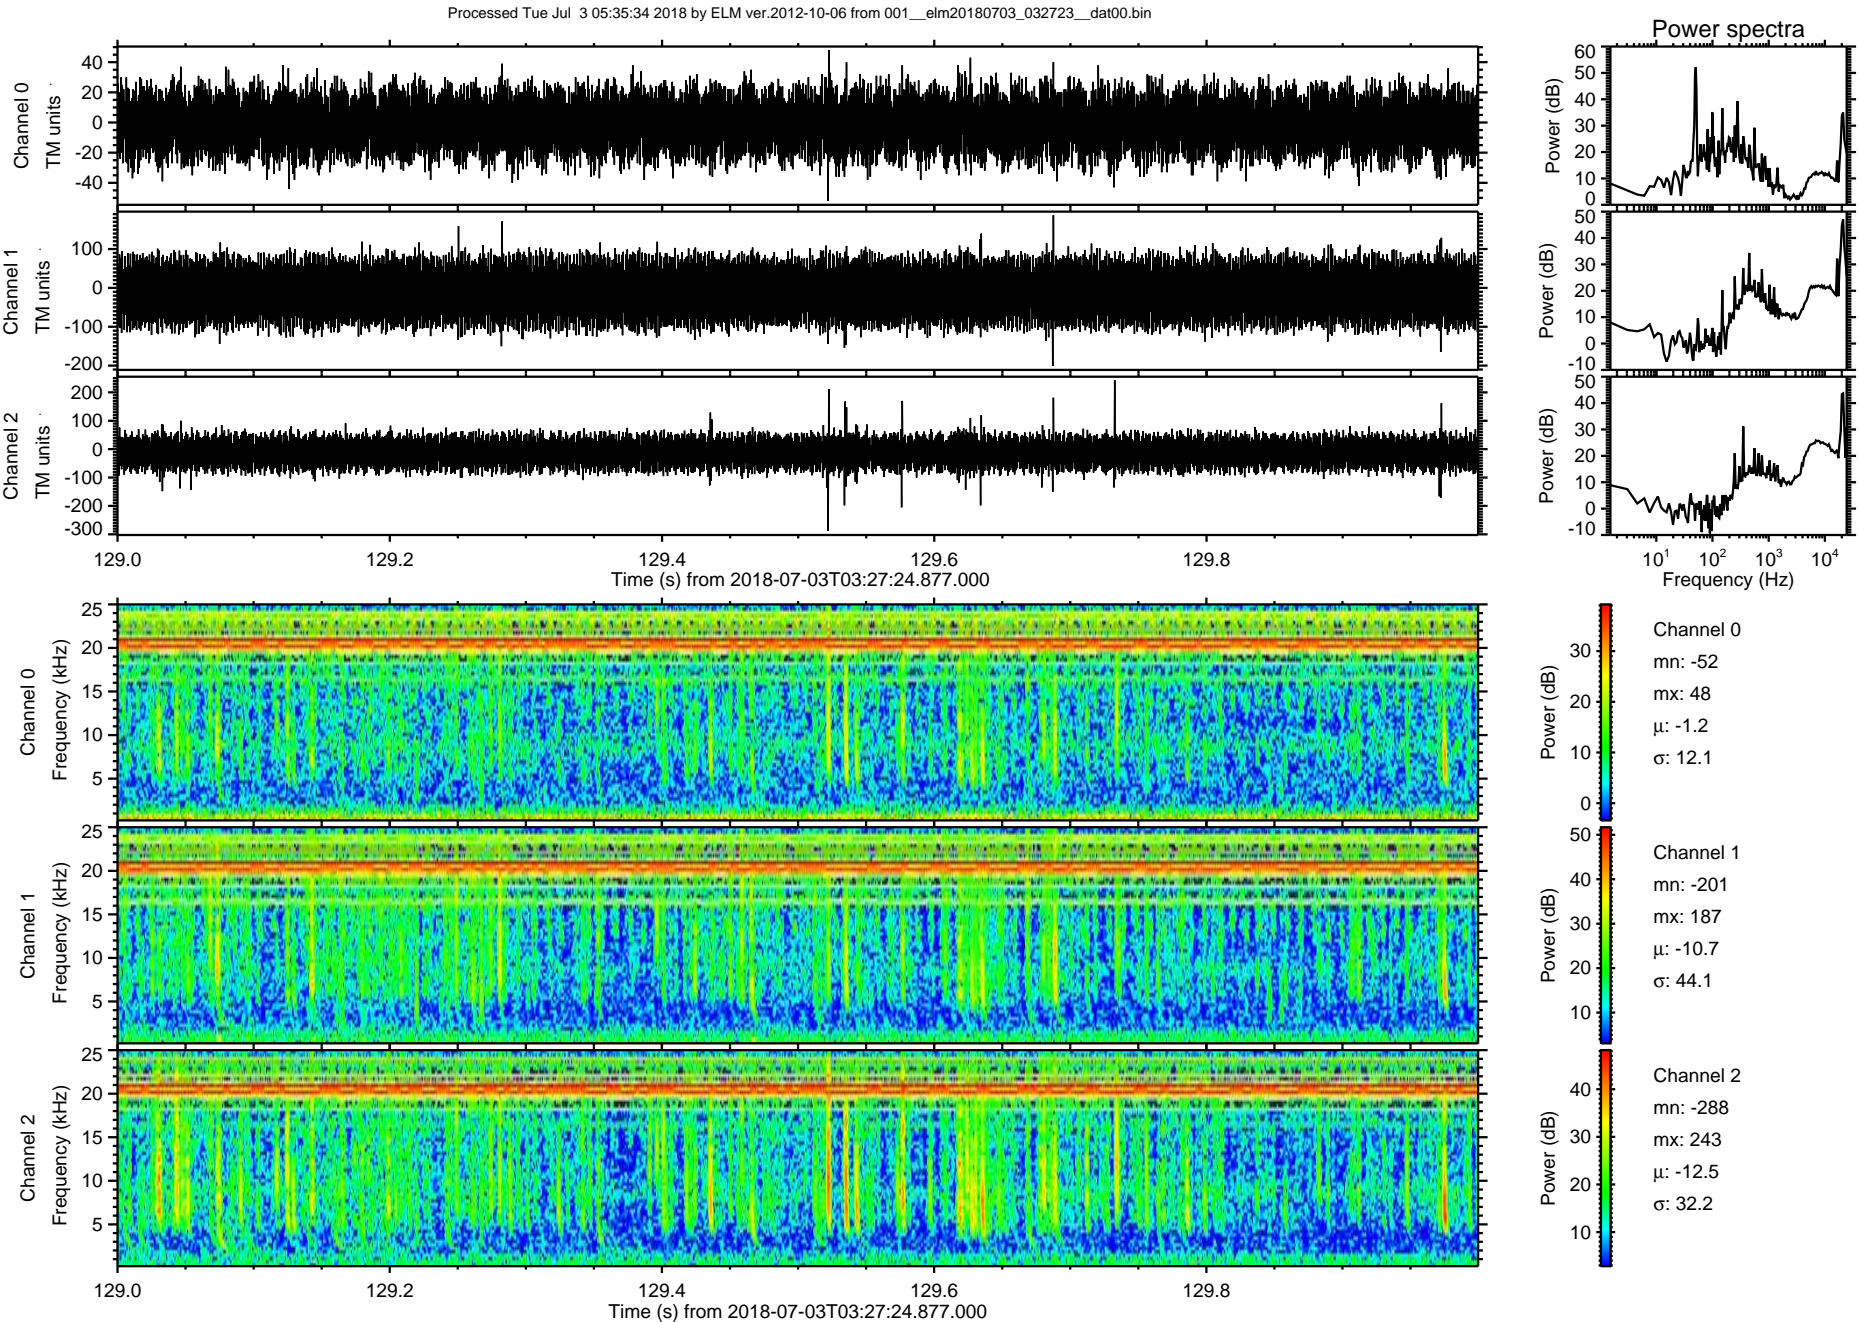 Processed Tue Jul 3 05:35:34 2018 by ELM ver.2012-10-06 from 001__elm20180703_032723__dat00.bin
Power spectra
Channel 0
TM units
40
20
0
-20
-40
Power (dB)
60
50
40
30
20
10
0
Channel 1
TM units
100
0
-100
-200
Power (dB)
50
40
30
20
10
0
-10
Channel 2
TM units
200
100
0
-100
-200
-300
Power (dB)
50
40
30
20
10
0
-10
129.0 129.2 129.4 129.6 129.8
Time (s) from 2018-07-03T03:27:24.877.000
10¹ 10² 10³ 10⁴
Frequency (Hz)
Channel 0
Frequency (kHz)
25
20
15
10
5
Power (dB)
30
20
10
0
Channel 0
mn: -52
mx: 48
μ: -1.2
σ: 12.1
Channel 1
Frequency (kHz)
25
20
15
10
5
Power (dB)
50
40
30
20
10
Channel 1
mn: -201
mx: 187
μ: -10.7
σ: 44.1
Channel 2
Frequency (kHz)
25
20
15
10
5
Power (dB)
40
30
20
10
Channel 2
mn: -288
mx: 243
μ: -12.5
σ: 32.2
129.0 129.2 129.4 129.6 129.8
Time (s) from 2018-07-03T03:27:24.877.000